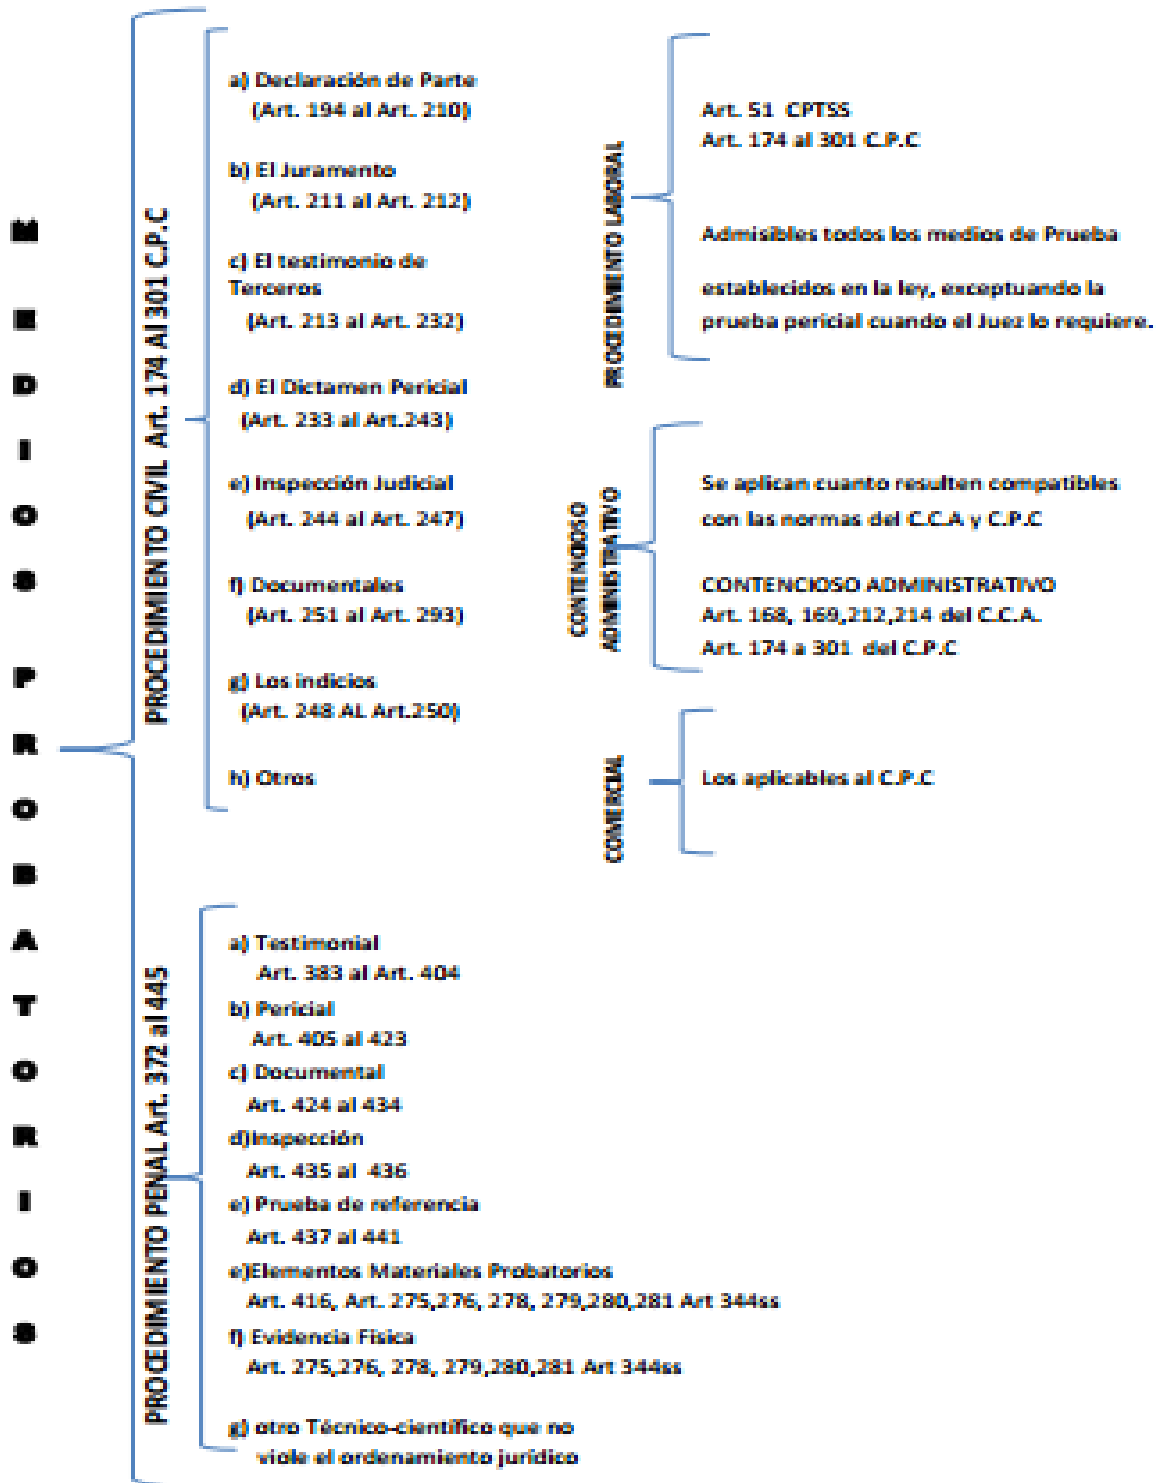 MEDIOS PROBATORIOS
PROCEDIMIENTO CIVIL Art. 174 Al 301 C.P.C
a) Declaración de Parte
(Art. 194 al Art. 210)
b) El Juramento
(Art. 211 al Art. 212)
c) El testimonio de
Terceros
(Art. 213 al Art. 232)
d) El Dictamen Pericial
(Art. 233 al Art.243)
e) Inspección Judicial
(Art. 244 al Art. 247)
f) Documentales
(Art. 251 al Art. 293)
g) Los indicios
(Art. 248 AL Art.250)
h) Otros
PROCEDIMIENTO LABORAL
Art. 51 CPTSS
Art. 174 al 301 C.P.C
Admisibles todos los medios de Prueba
establecidos en la ley, exceptuando la
prueba pericial cuando el Juez lo requiere.
CONTENCIOSO
ADMINISTRATIVO
Se aplican cuanto resulten compatibles
con las normas del C.C.A y C.P.C
CONTENCIOSO ADMINISTRATIVO
Art. 168, 169,212,214 del C.C.A.
Art. 174 a 301 del C.P.C
COMERCIAL
Los aplicables al C.P.C
PROCEDIMIENTO PENAL Art. 372 al 445
a) Testimonial
Art. 383 al Art. 404
b) Pericial
Art. 405 al 423
c) Documental
Art. 424 al 434
d)Inspección
Art. 435 al 436
e) Prueba de referencia
Art. 437 al 441
e)Elementos Materiales Probatorios
Art. 416, Art. 275,276, 278, 279,280,281 Art 344ss
f) Evidencia Física
Art. 275,276, 278, 279,280,281 Art 344ss
g) otro Técnico-científico que no
viole el ordenamiento jurídico